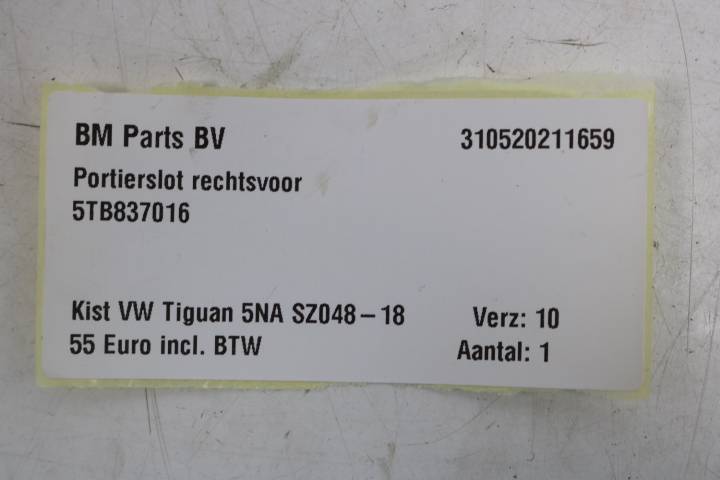 BM Parts BV 310520211659
Portierslot rechtsvoor
5TB837016
Kist VW Tiguan 5NA SZ048-18 Verz: 10
55 Euro incl. BTW Aantal: 1